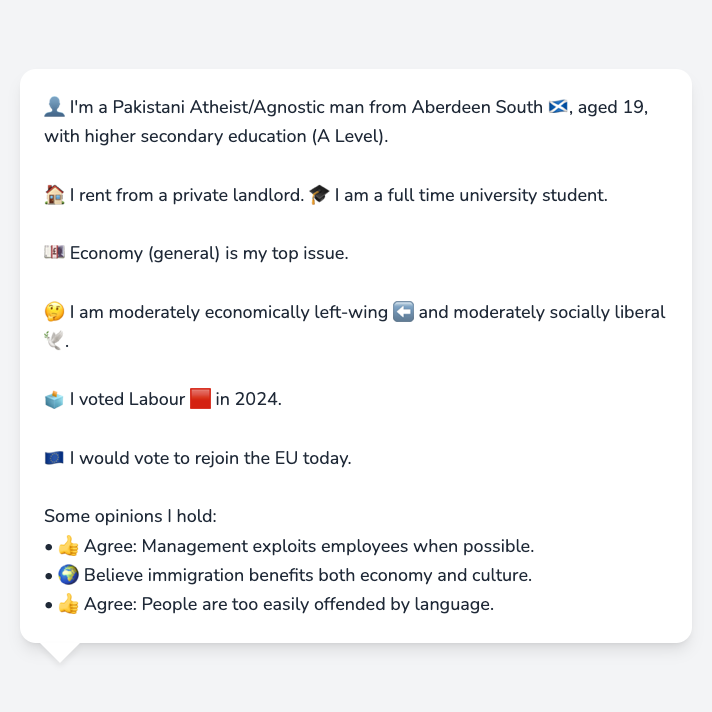 👤 I'm a Pakistani Atheist/Agnostic man from Aberdeen South 🏴󠁧󠁢󠁳󠁣󠁴󠁿, aged 19,
with higher secondary education (A Level).
🏠 I rent from a private landlord. 🎓 I am a full time university student.
💷 Economy (general) is my top issue.
🤔 I am moderately economically left-wing ⬅️ and moderately socially liberal
🕊️.
🗳️ I voted Labour 🟥 in 2024.
🇪🇺 I would vote to rejoin the EU today.
Some opinions I hold:
• 👍 Agree: Management exploits employees when possible.
• 🌍 Believe immigration benefits both economy and culture.
• 👍 Agree: People are too easily offended by language.